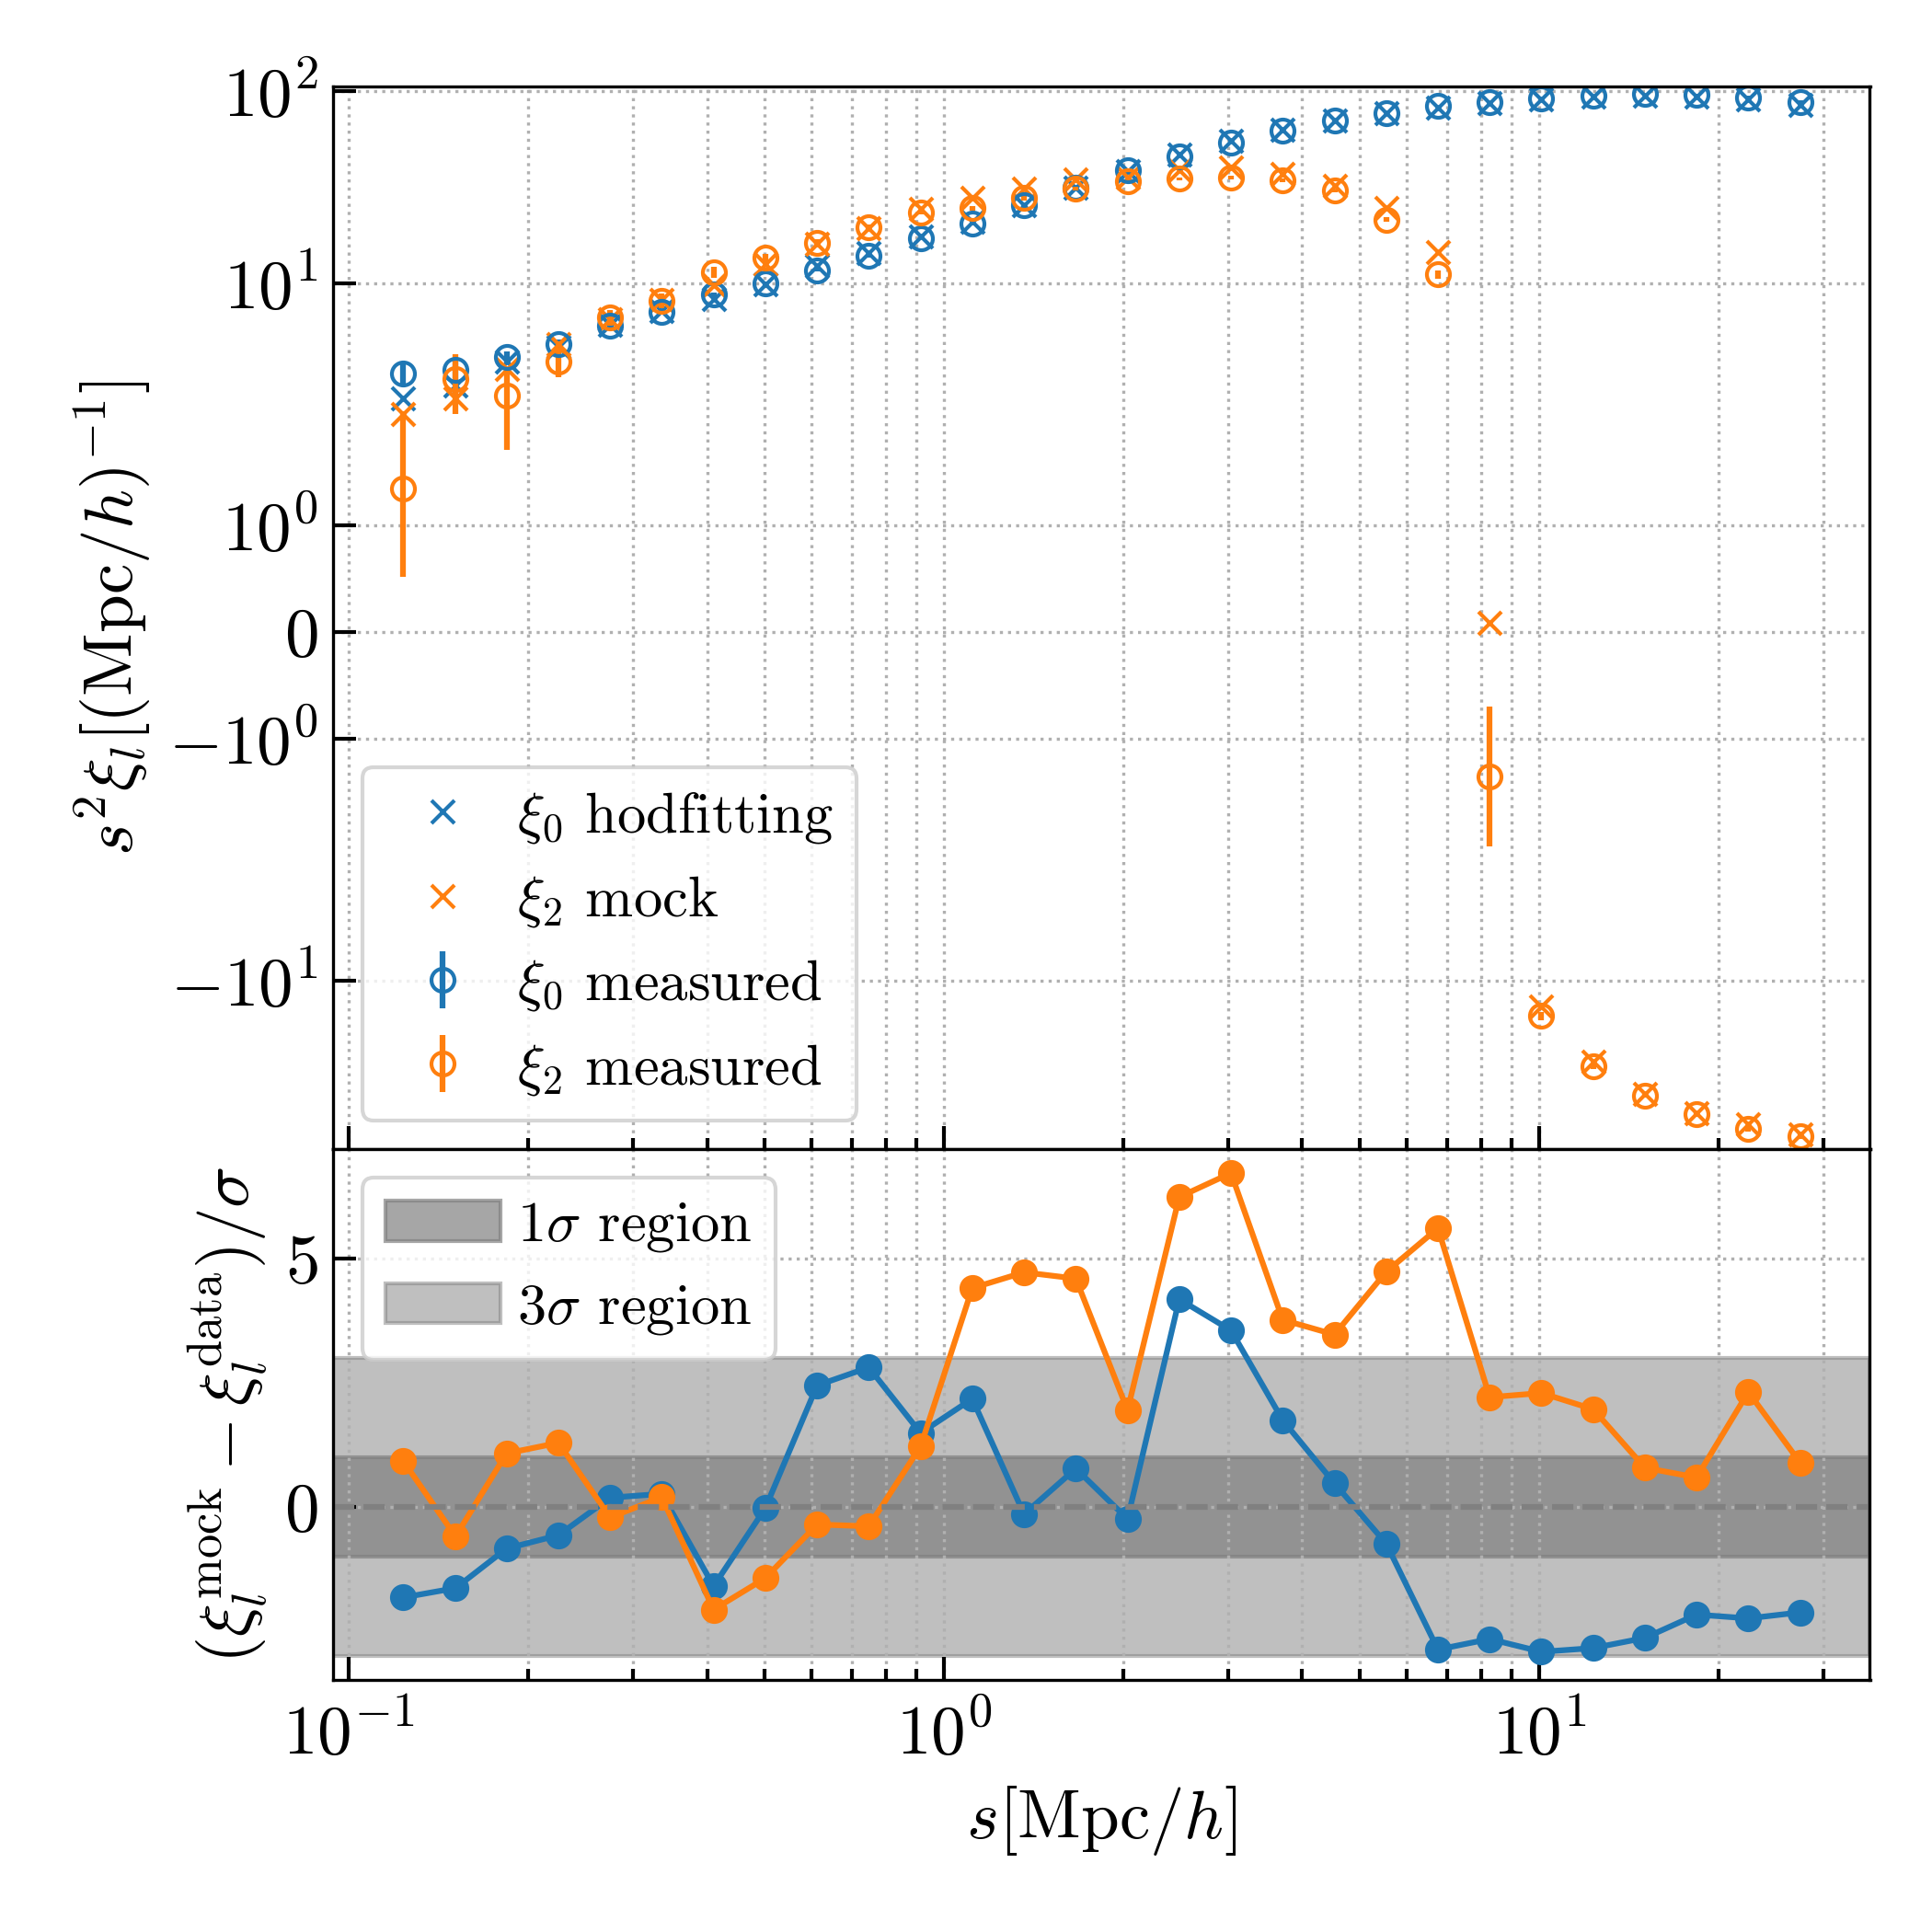 10^2
10^1
10^0
0
−10^0
−10^1
s^2ξ_l[(Mpc/h)^{−1}]
ξ_0 hodfitting
ξ_2 mock
ξ_0 measured
ξ_2 measured
5
0
(ξ_l^{mock} − ξ_l^{data})/σ
1σ region
3σ region
10^{−1}
10^0
10^1
s[Mpc/h]